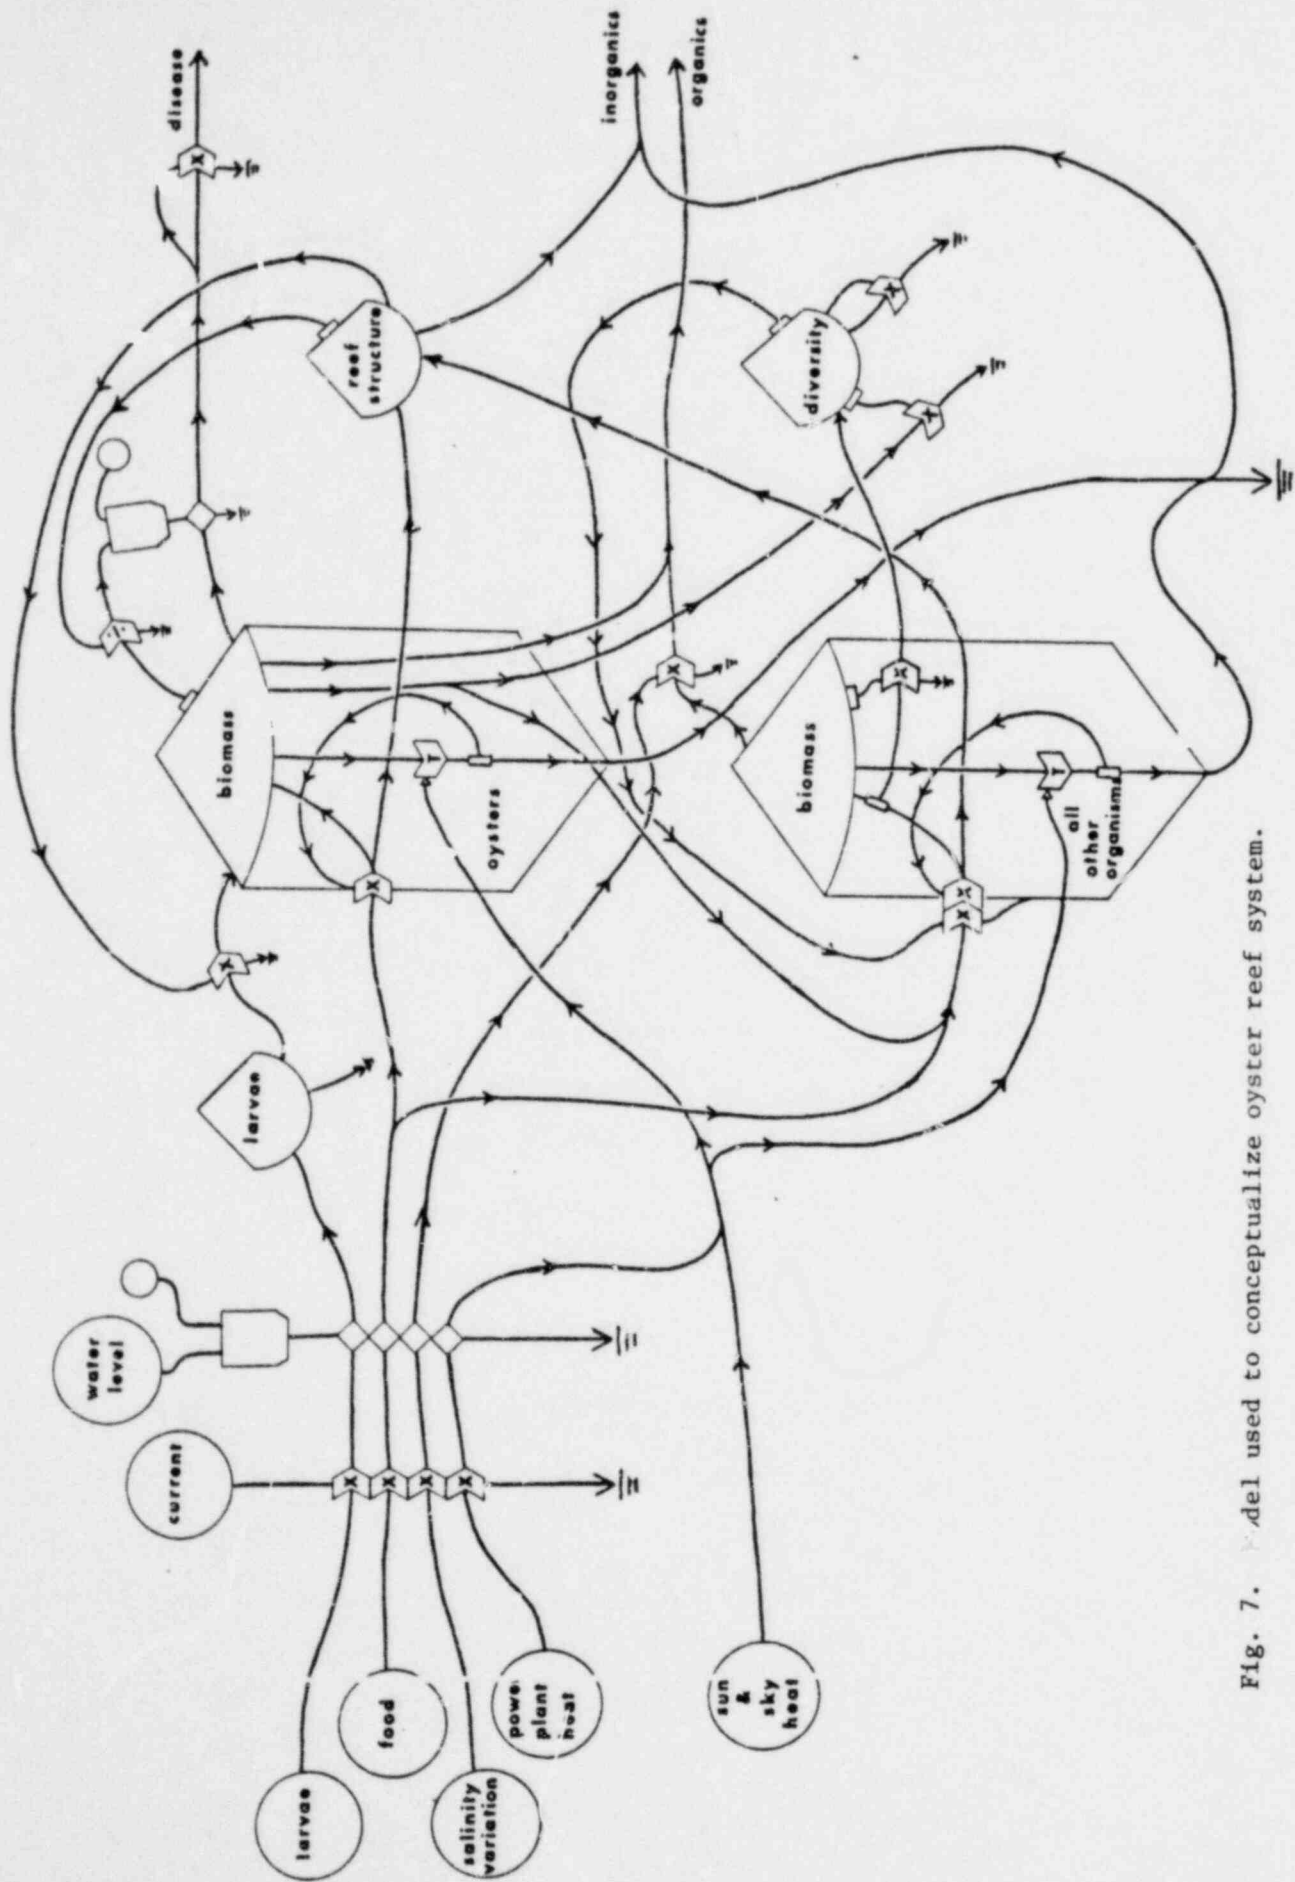 water
level
current
disease
larvae
food
salinity
variation
power
plant
heat
sun
&
sky
heat
larvae
biomass
oysters
reef
structure
inorganics
organics
biomass
all
other
organisms
diversity
Fig. 7. Model used to conceptualize oyster reef system.